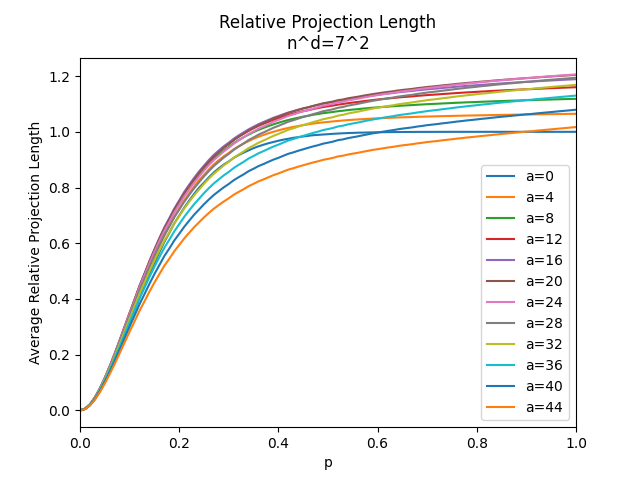 Relative Projection Length
n^d=7^2
Average Relative Projection Length
1.2
1.0
0.8
0.6
0.4
0.2
0.0
a=0
a=4
a=8
a=12
a=16
a=20
a=24
a=28
a=32
a=36
a=40
a=44
0.0 0.2 0.4 0.6 0.8 1.0
p